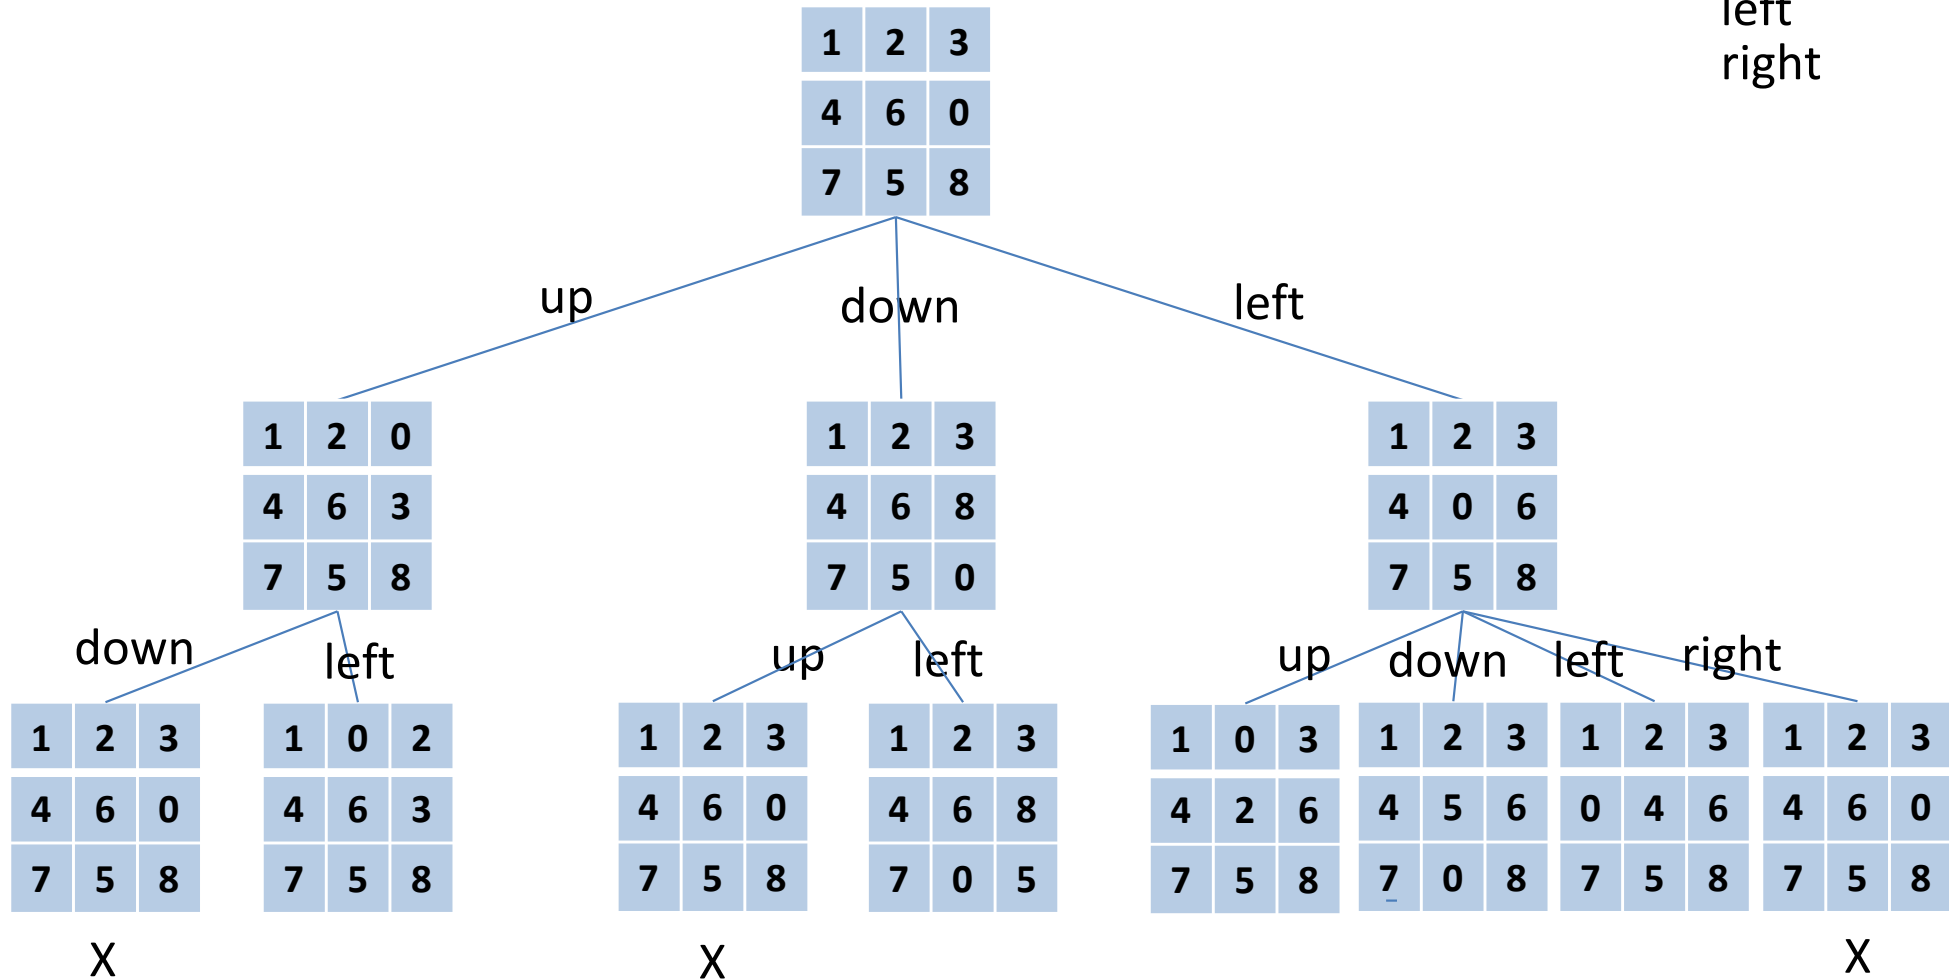 left
right
1 2 3
4 6 0
7 5 8
up down left
1 2 0
4 6 3
7 5 8
1 2 3
4 6 8
7 5 0
1 2 3
4 0 6
7 5 8
down left
up left
up down left right
1 2 3
4 6 0
7 5 8
X
1 0 2
4 6 3
7 5 8
1 2 3
4 6 0
7 5 8
X
1 2 3
4 6 8
7 0 5
1 0 3
4 2 6
7 5 8
1 2 3
4 5 6
7 0 8
1 2 3
0 4 6
7 5 8
1 2 3
4 6 0
7 5 8
X